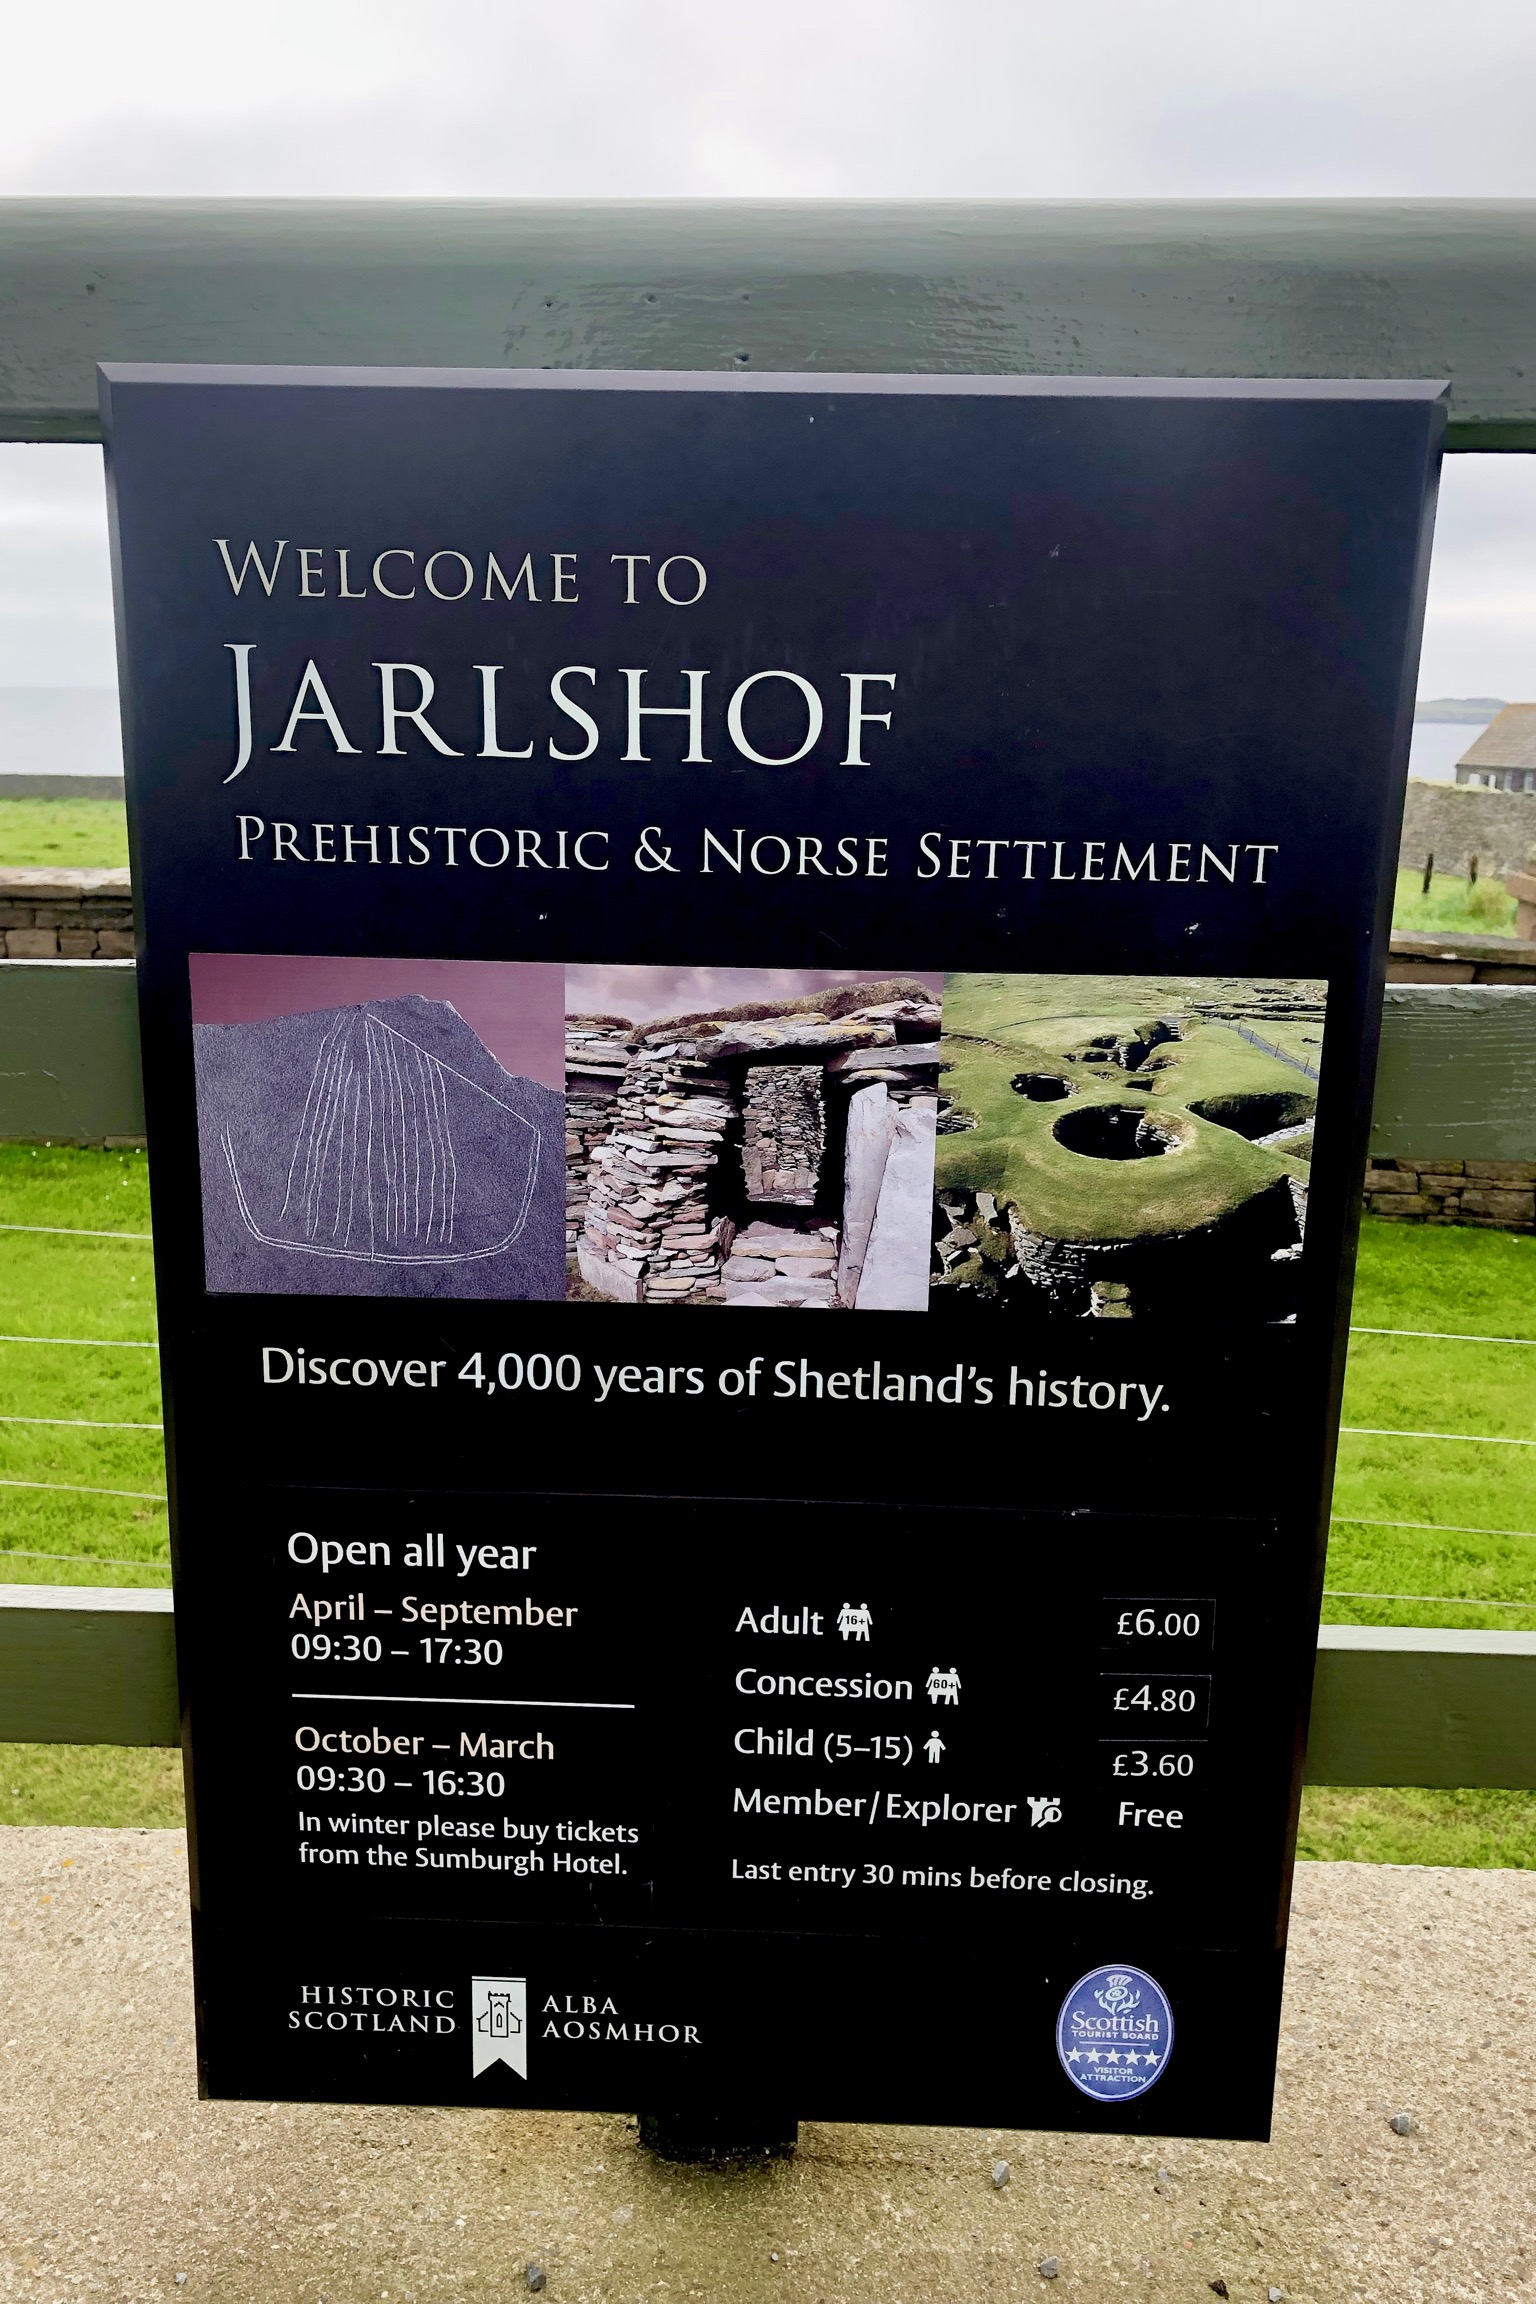 WELCOME TO
JARLSHOF
PREHISTORIC & NORSE SETTLEMENT
Discover 4,000 years of Shetland's history.
Open all year
April – September
09:30 – 17:30
October – March
09:30 – 16:30
In winter please buy tickets
from the Sumburgh Hotel.
Adult 16+ £6.00
Concession 60+ £4.80
Child (5–15) £3.60
Member/Explorer Free
Last entry 30 mins before closing.
HISTORIC
SCOTLAND
ALBA
AOSMHOR
Scottish
TOURIST BOARD
VISITOR
ATTRACTION